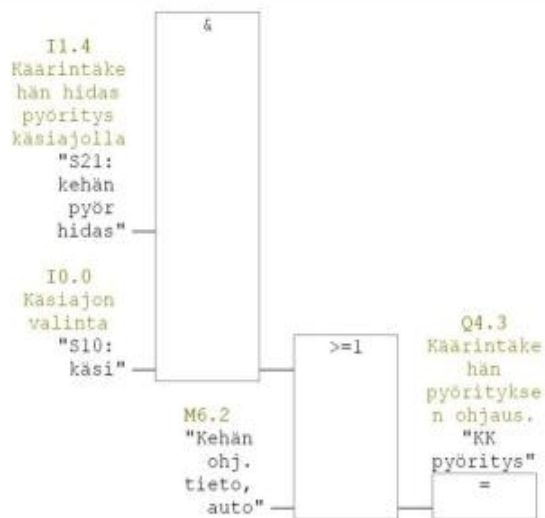 &
I1.4
Käärintäke
hän hidas
pyöritys
käsiajolla
"S21:
kehän
pyör
hidas"
I0.0
Käsiajon
valinta
"S10:
käsi"
>=1
M6.2
"Kehän
ohj.
tieto,
auto"
Q4.3
Käärintäke
hän
pyöritykse
n ohjaus.
"KK
pyöritys"
=